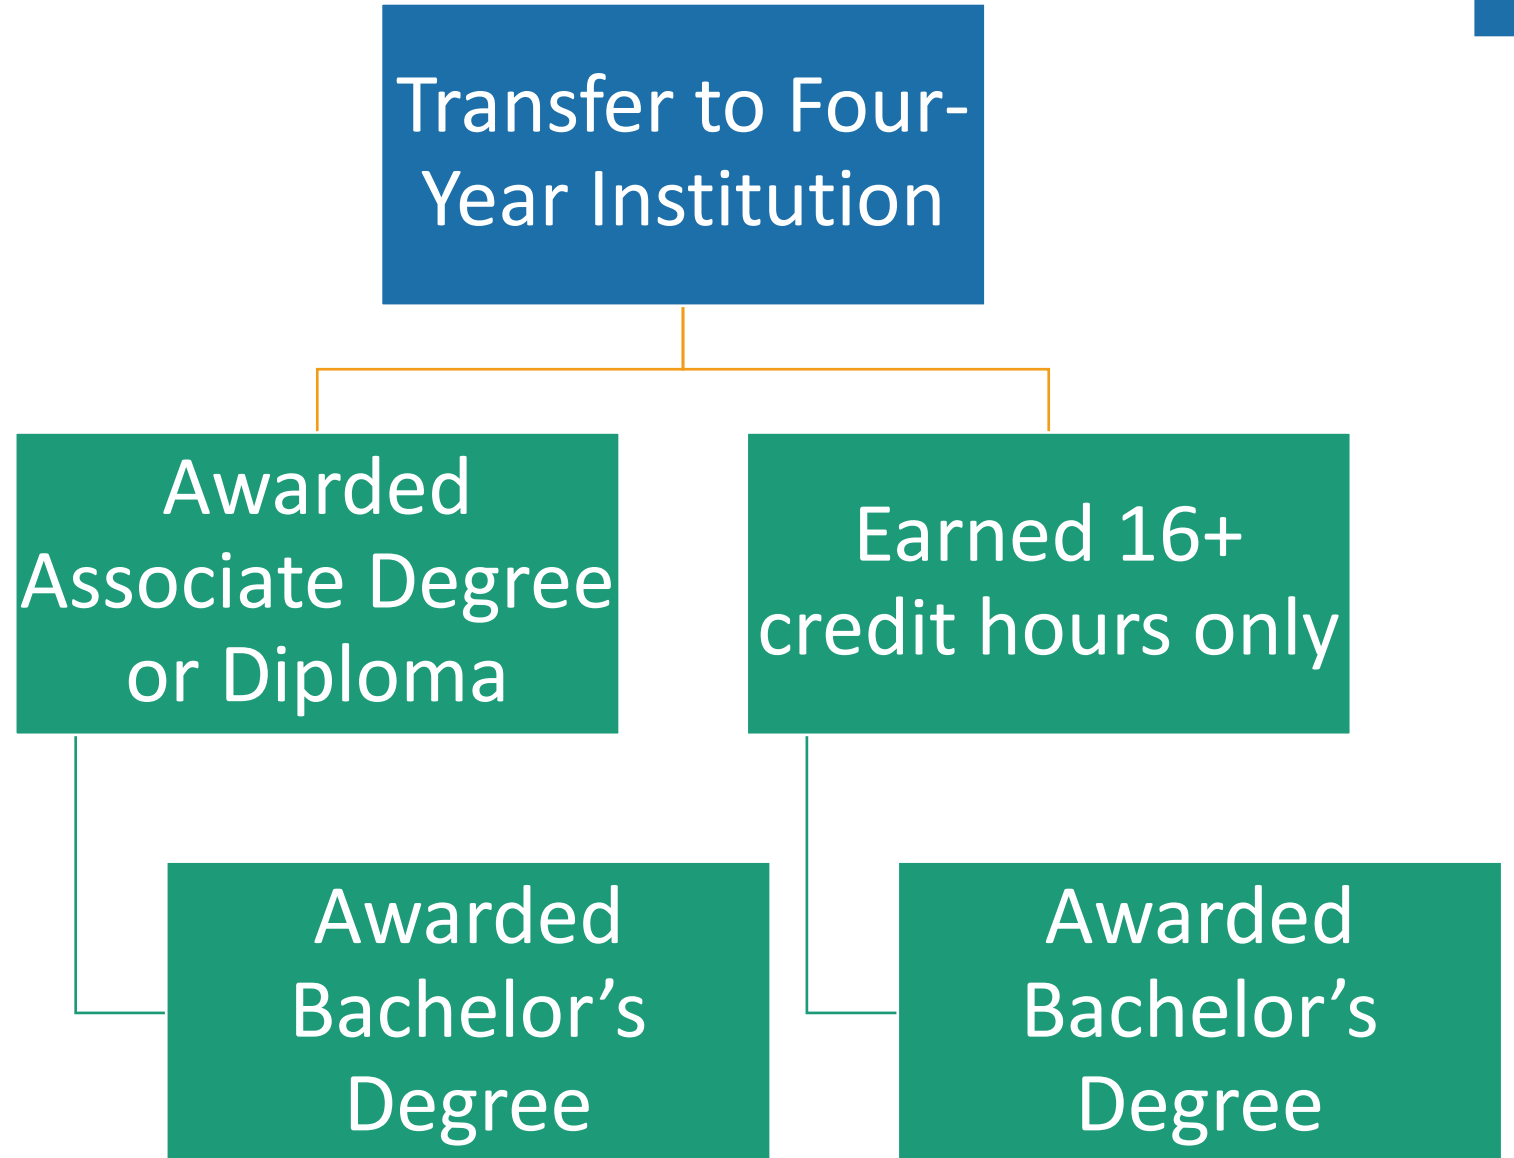 Transfer to Four-
Year Institution
Awarded
Associate Degree
or Diploma
Earned 16+
credit hours only
Awarded
Bachelor’s
Degree
Awarded
Bachelor’s
Degree